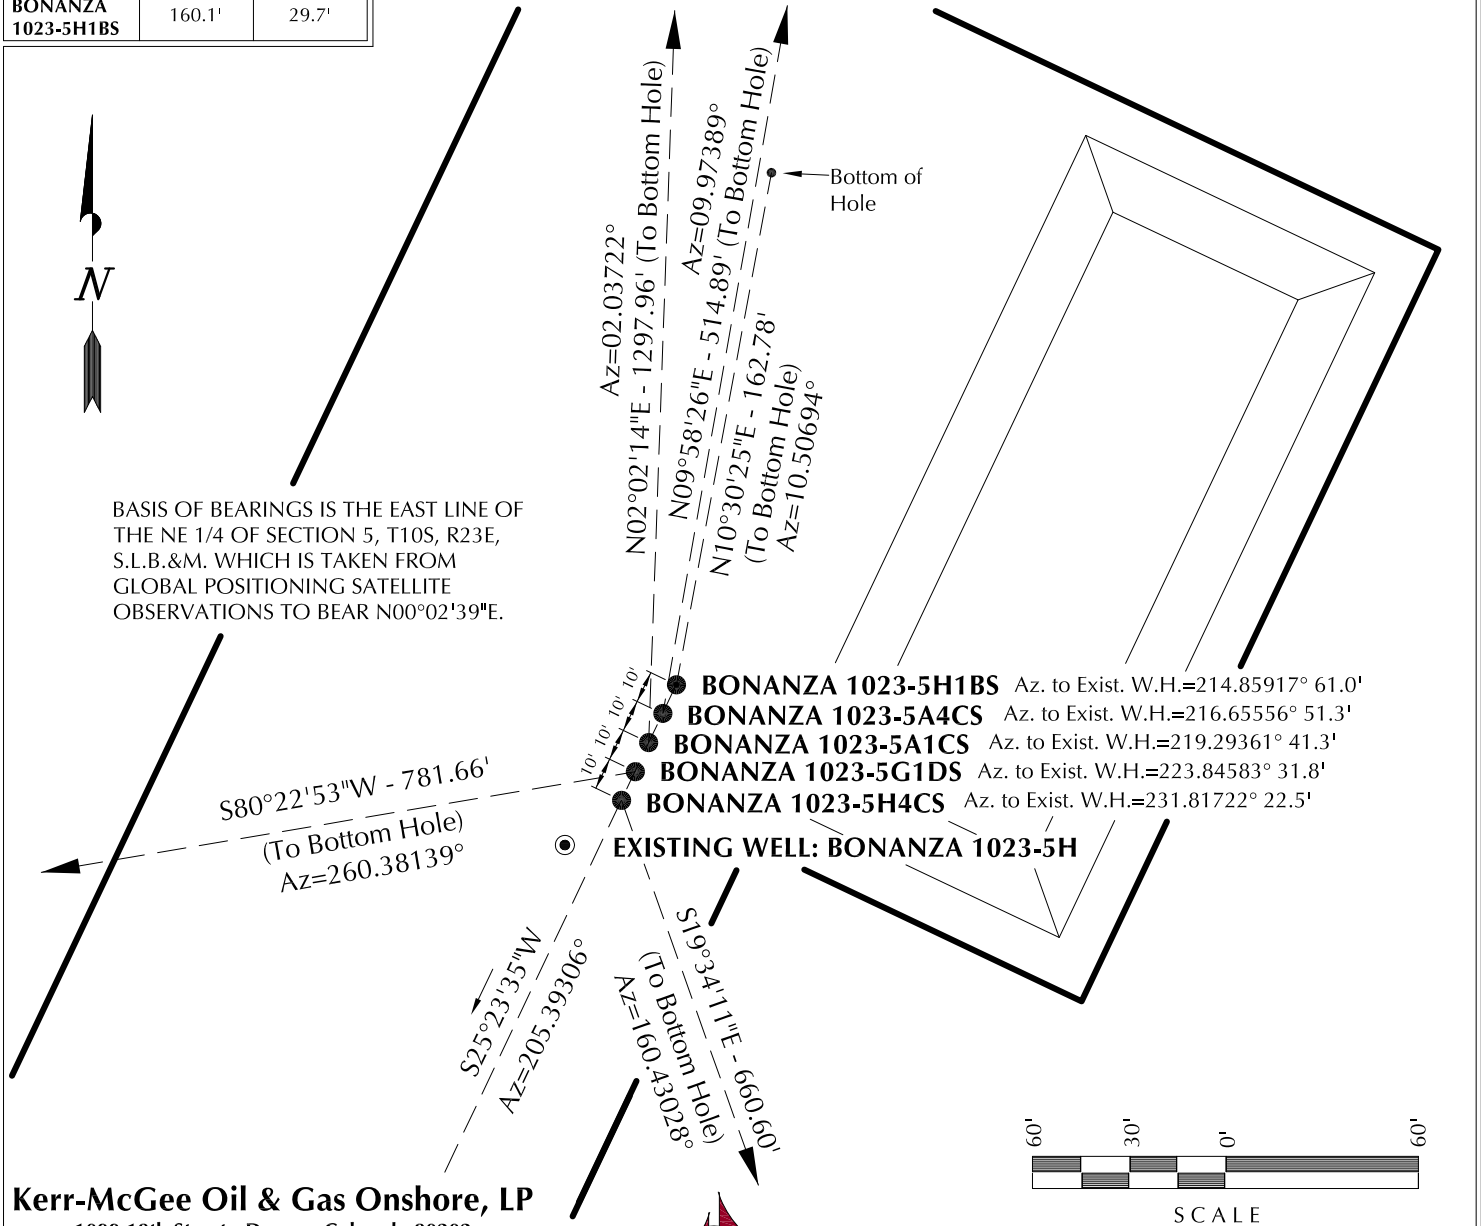 BONANZA
1023-5H1BS
160.1' 29.7'
N
Az=02.03722°
N02°02'14"E - 1297.96' (To Bottom Hole)
Az=09.97389°
N09°58'26"E - 514.89' (To Bottom Hole)
N10°30'25"E - 162.78'
(To Bottom Hole)
Az=10.50694°
Bottom of
Hole
BASIS OF BEARINGS IS THE EAST LINE OF
THE NE 1/4 OF SECTION 5, T10S, R23E,
S.L.B.&M. WHICH IS TAKEN FROM
GLOBAL POSITIONING SATELLITE
OBSERVATIONS TO BEAR N00°02'39"E.
10'
10'
10'
10'
BONANZA 1023-5H1BS Az. to Exist. W.H.=214.85917° 61.0'
BONANZA 1023-5A4CS Az. to Exist. W.H.=216.65556° 51.3'
BONANZA 1023-5A1CS Az. to Exist. W.H.=219.29361° 41.3'
BONANZA 1023-5G1DS Az. to Exist. W.H.=223.84583° 31.8'
BONANZA 1023-5H4CS Az. to Exist. W.H.=231.81722° 22.5'
EXISTING WELL: BONANZA 1023-5H
S80°22'53"W - 781.66'
(To Bottom Hole)
Az=260.38139°
S25°23'35"W
Az=205.39306°
S19°34'11"E - 660.60'
(To Bottom Hole)
Az=160.43028°
60' 30' 0' 60'
SCALE
Kerr-McGee Oil & Gas Onshore, LP